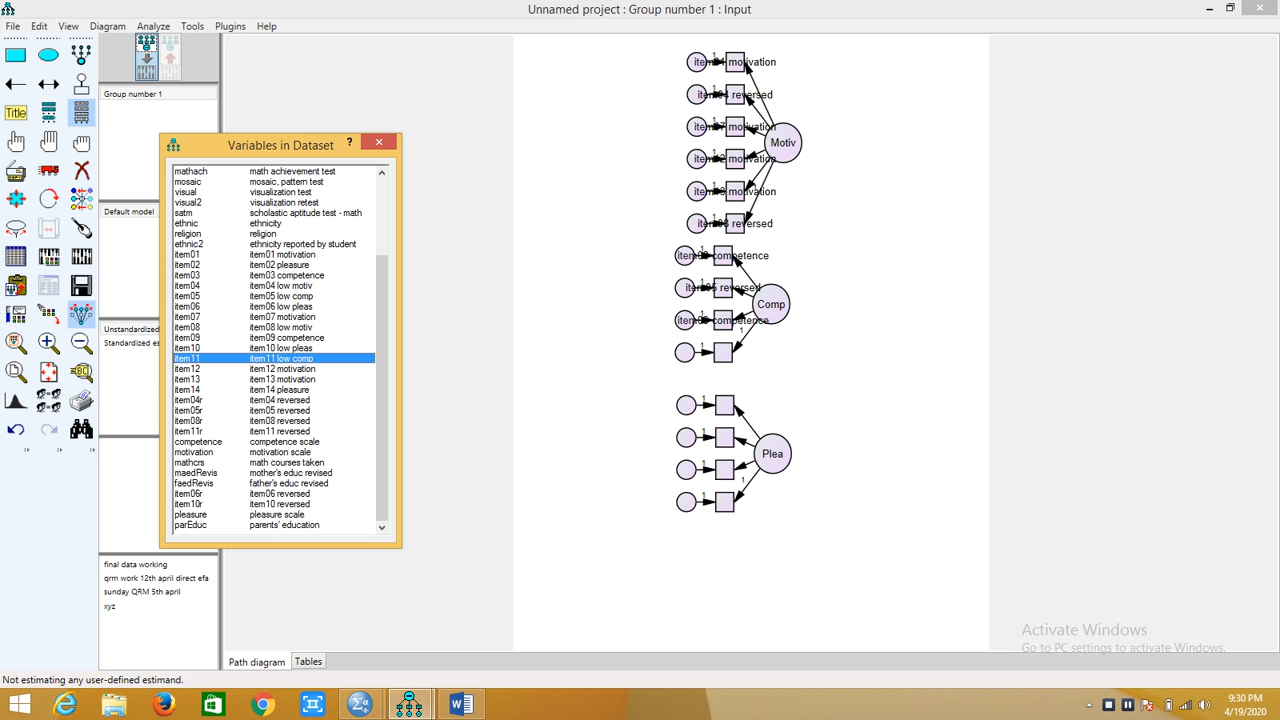 Unnamed project : Group number 1 : Input
File Edit View Diagram Analyze Tools Plugins Help
Title
Group number 1
Default model
Unstandardized
Standardized es
final data working
qrm work 12th april direct efa
sunday QRM 5th april
xyz
Variables in Dataset
?
mathach math achievement test
mosaic mosaic, pattern test
visual visualization test
visual2 visualization retest
satm scholastic aptitude test - math
ethnic ethnicity
religion religion
ethnic2 ethnicity reported by student
item01 item01 motivation
item02 item02 pleasure
item03 item03 competence
item04 item04 low motiv
item05 item05 low comp
item06 item06 low pleas
item07 item07 motivation
item08 item08 low motiv
item09 item09 competence
item10 item10 low pleas
item11 item11 low comp
item12 item12 motivation
item13 item13 motivation
item14 item14 pleasure
item04r item04 reversed
item05r item05 reversed
item08r item08 reversed
item11r item11 reversed
competence competence scale
motivation motivation scale
mathcrs math courses taken
maedRevis mother's educ revised
faedRevis father's educ revised
item06r item06 reversed
item10r item10 reversed
pleasure pleasure scale
parEduc parents' education
motivation
reversed
motivation
motivation
motivation
reversed
Motiv
competence
reversed
competence
Comp
1
1
1
1
1
Plea
1
Activate Windows
Go to PC settings to activate Windows.
Path diagram Tables
Not estimating any user-defined estimand.
9:30 PM
4/19/2020